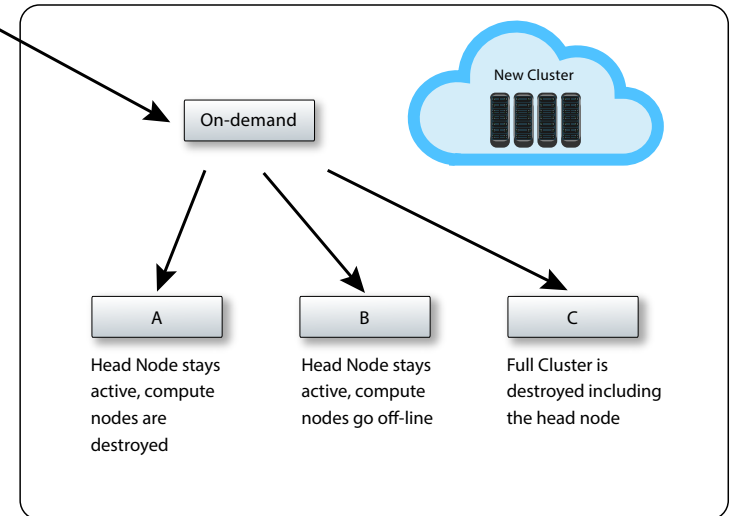 New Cluster
On-demand
A
Head Node stays
active, compute
nodes are
destroyed
B
Head Node stays
active, compute
nodes go off-line
C
Full Cluster is
destroyed including
the head node